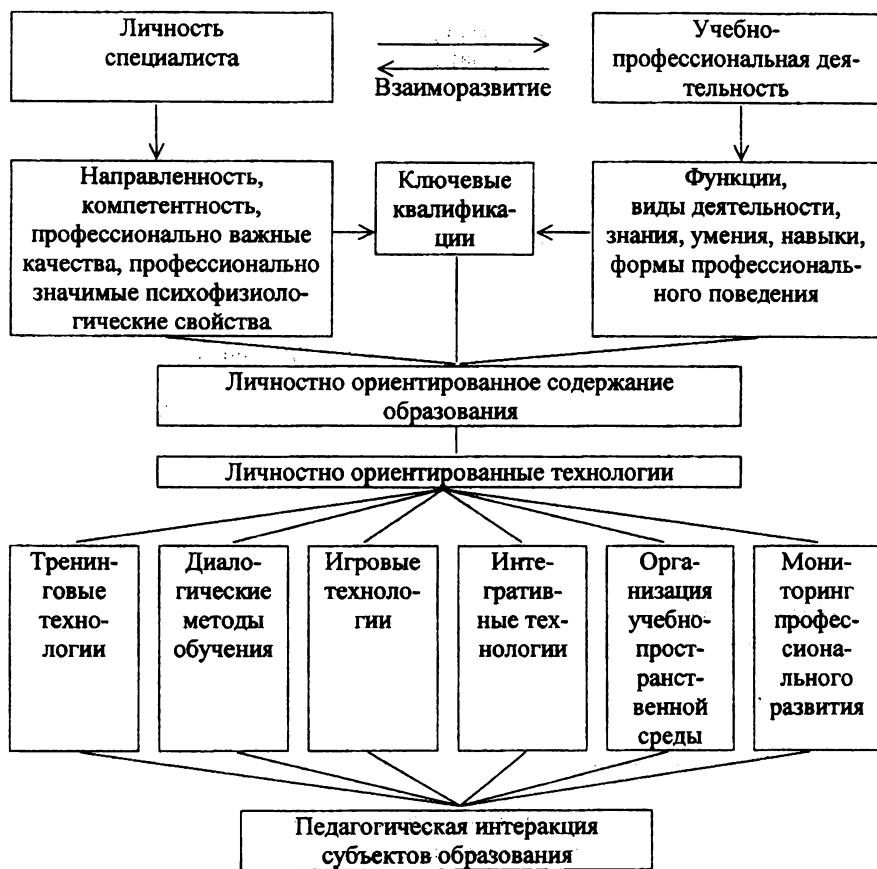 Личность
специалиста
Взаиморазвитие
Учебно-
профессиональная дея-
тельность
Направленность,
компетентность,
профессионально важные
качества, профессионально
значимые психофизиоло-
гические свойства
Ключевые
квалифика-
ции
Функции,
виды деятельности,
знания, умения, навыки,
формы профессиональ-
ного поведения
Личностно ориентированное содержание
образования
Личностно ориентированные технологии
Тренин-
говые
техно-
логии
Диало-
гические
методы
обучения
Игровые
техноло-
гии
Инте-
гратив-
ные тех-
нологии
Орга-
низация
учебно-
прост-
ранст-
венной
среды
Мони-
торинг
профес-
сиона-
льного
развития
Педагогическая интеракция
субъектов образования